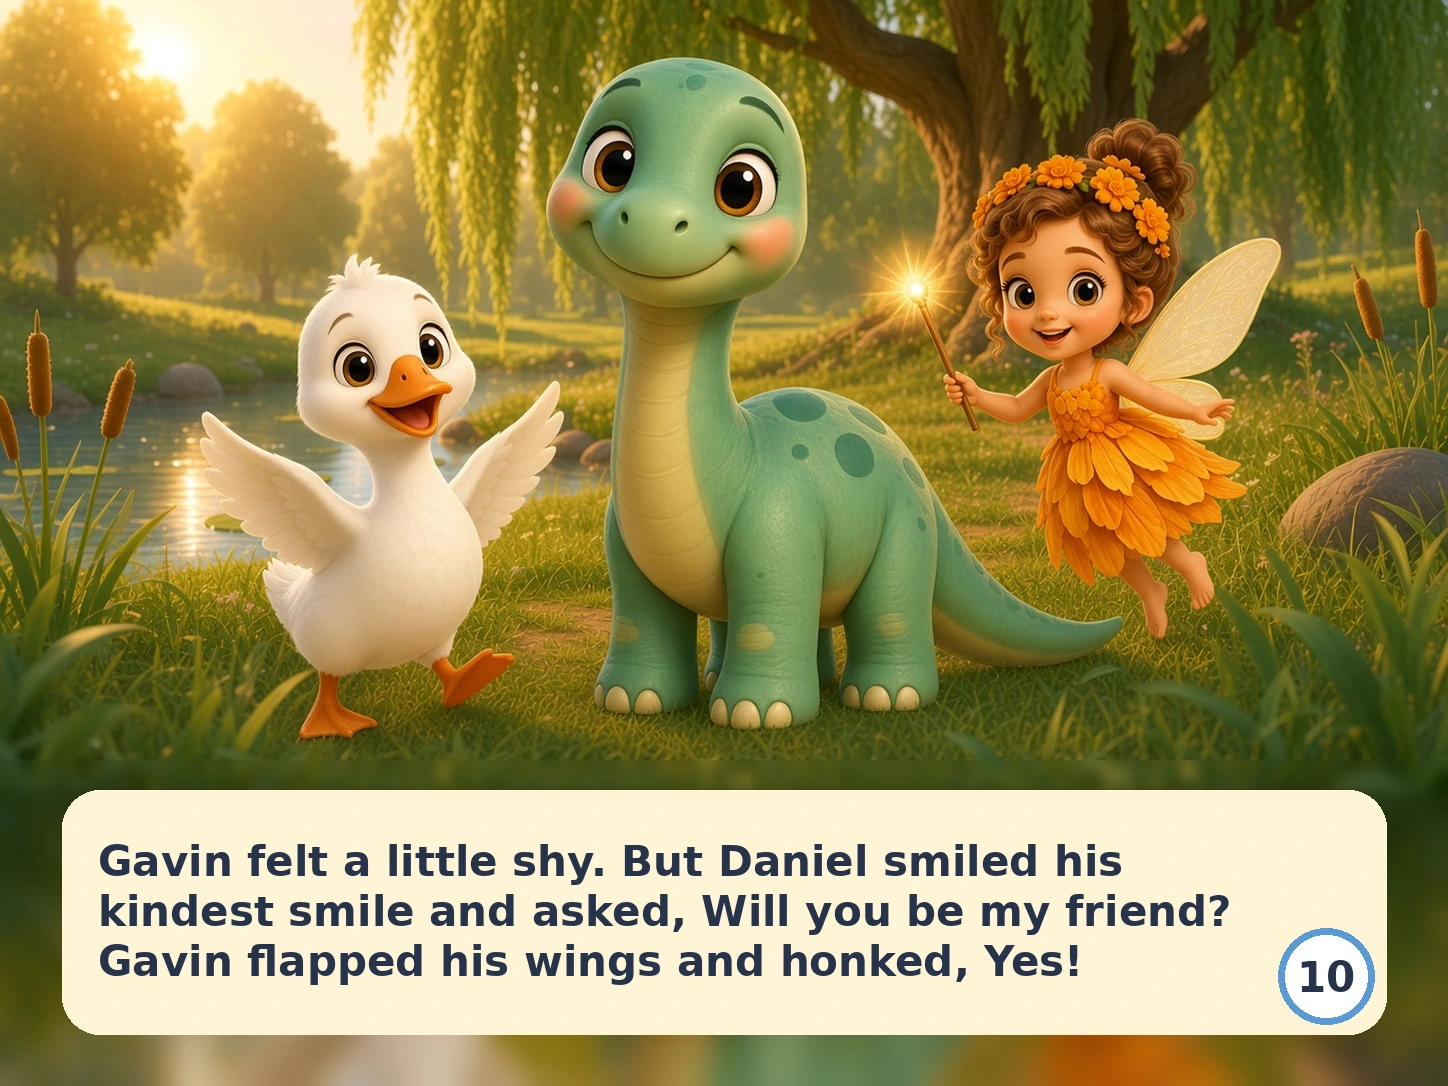 Gavin felt a little shy. But Daniel smiled his
kindest smile and asked, Will you be my friend?
Gavin flapped his wings and honked, Yes!
10